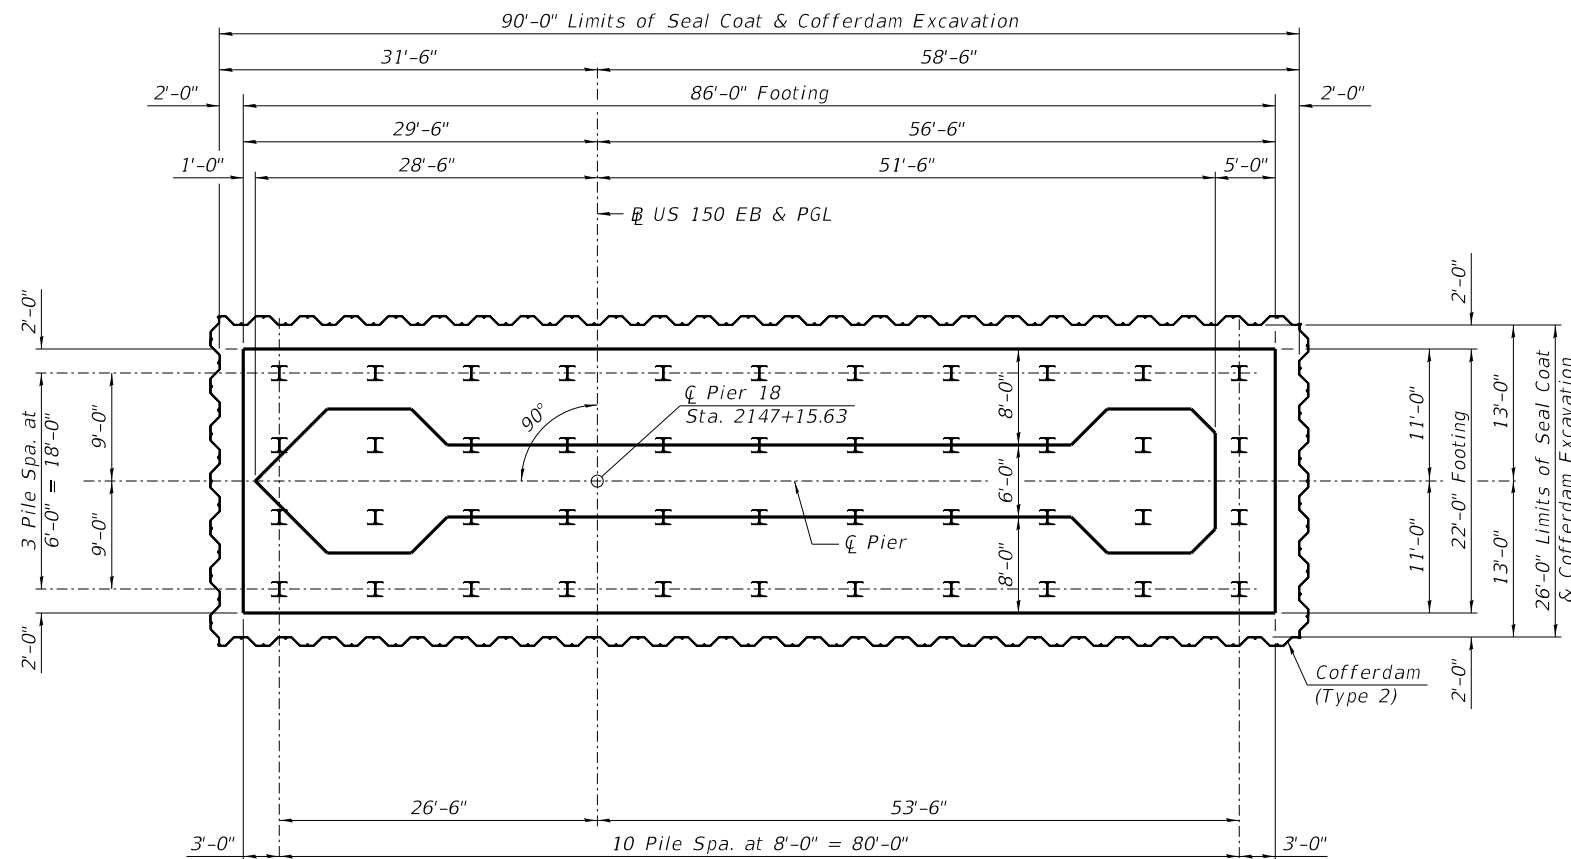 90'-0" Limits of Seal Coat & Cofferdam Excavation
31'-6"
58'-6"
2'-0"
86'-0" Footing
2'-0"
29'-6"
56'-6"
1'-0"
28'-6"
51'-6"
5'-0"
℄ US 150 EB & PGL
2'-0"
2'-0"
3 Pile Spa. at
6'-0" = 18'-0"
9'-0"
9'-0"
2'-0"
90°
℄ Pier 18
Sta. 2147+15.63
8'-0"
6'-0"
8'-0"
℄ Pier
11'-0"
11'-0"
22'-0" Footing
13'-0"
13'-0"
26'-0" Limits of Seal Coat
& Cofferdam Excavation
2'-0"
Cofferdam
(Type 2)
26'-6"
53'-6"
3'-0"
10 Pile Spa. at 8'-0" = 80'-0"
3'-0"